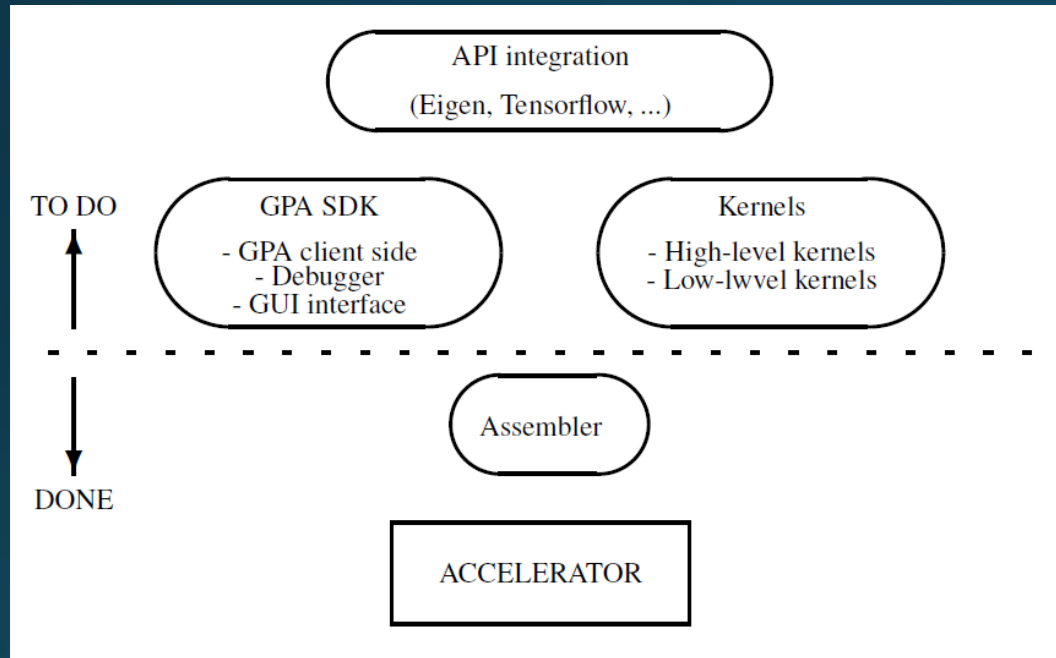 API integration
(Eigen, Tensorflow, ...)
TO DO
GPA SDK
- GPA client side
- Debugger
- GUI interface
Kernels
- High-level kernels
- Low-lwvel kernels
Assembler
DONE
ACCELERATOR